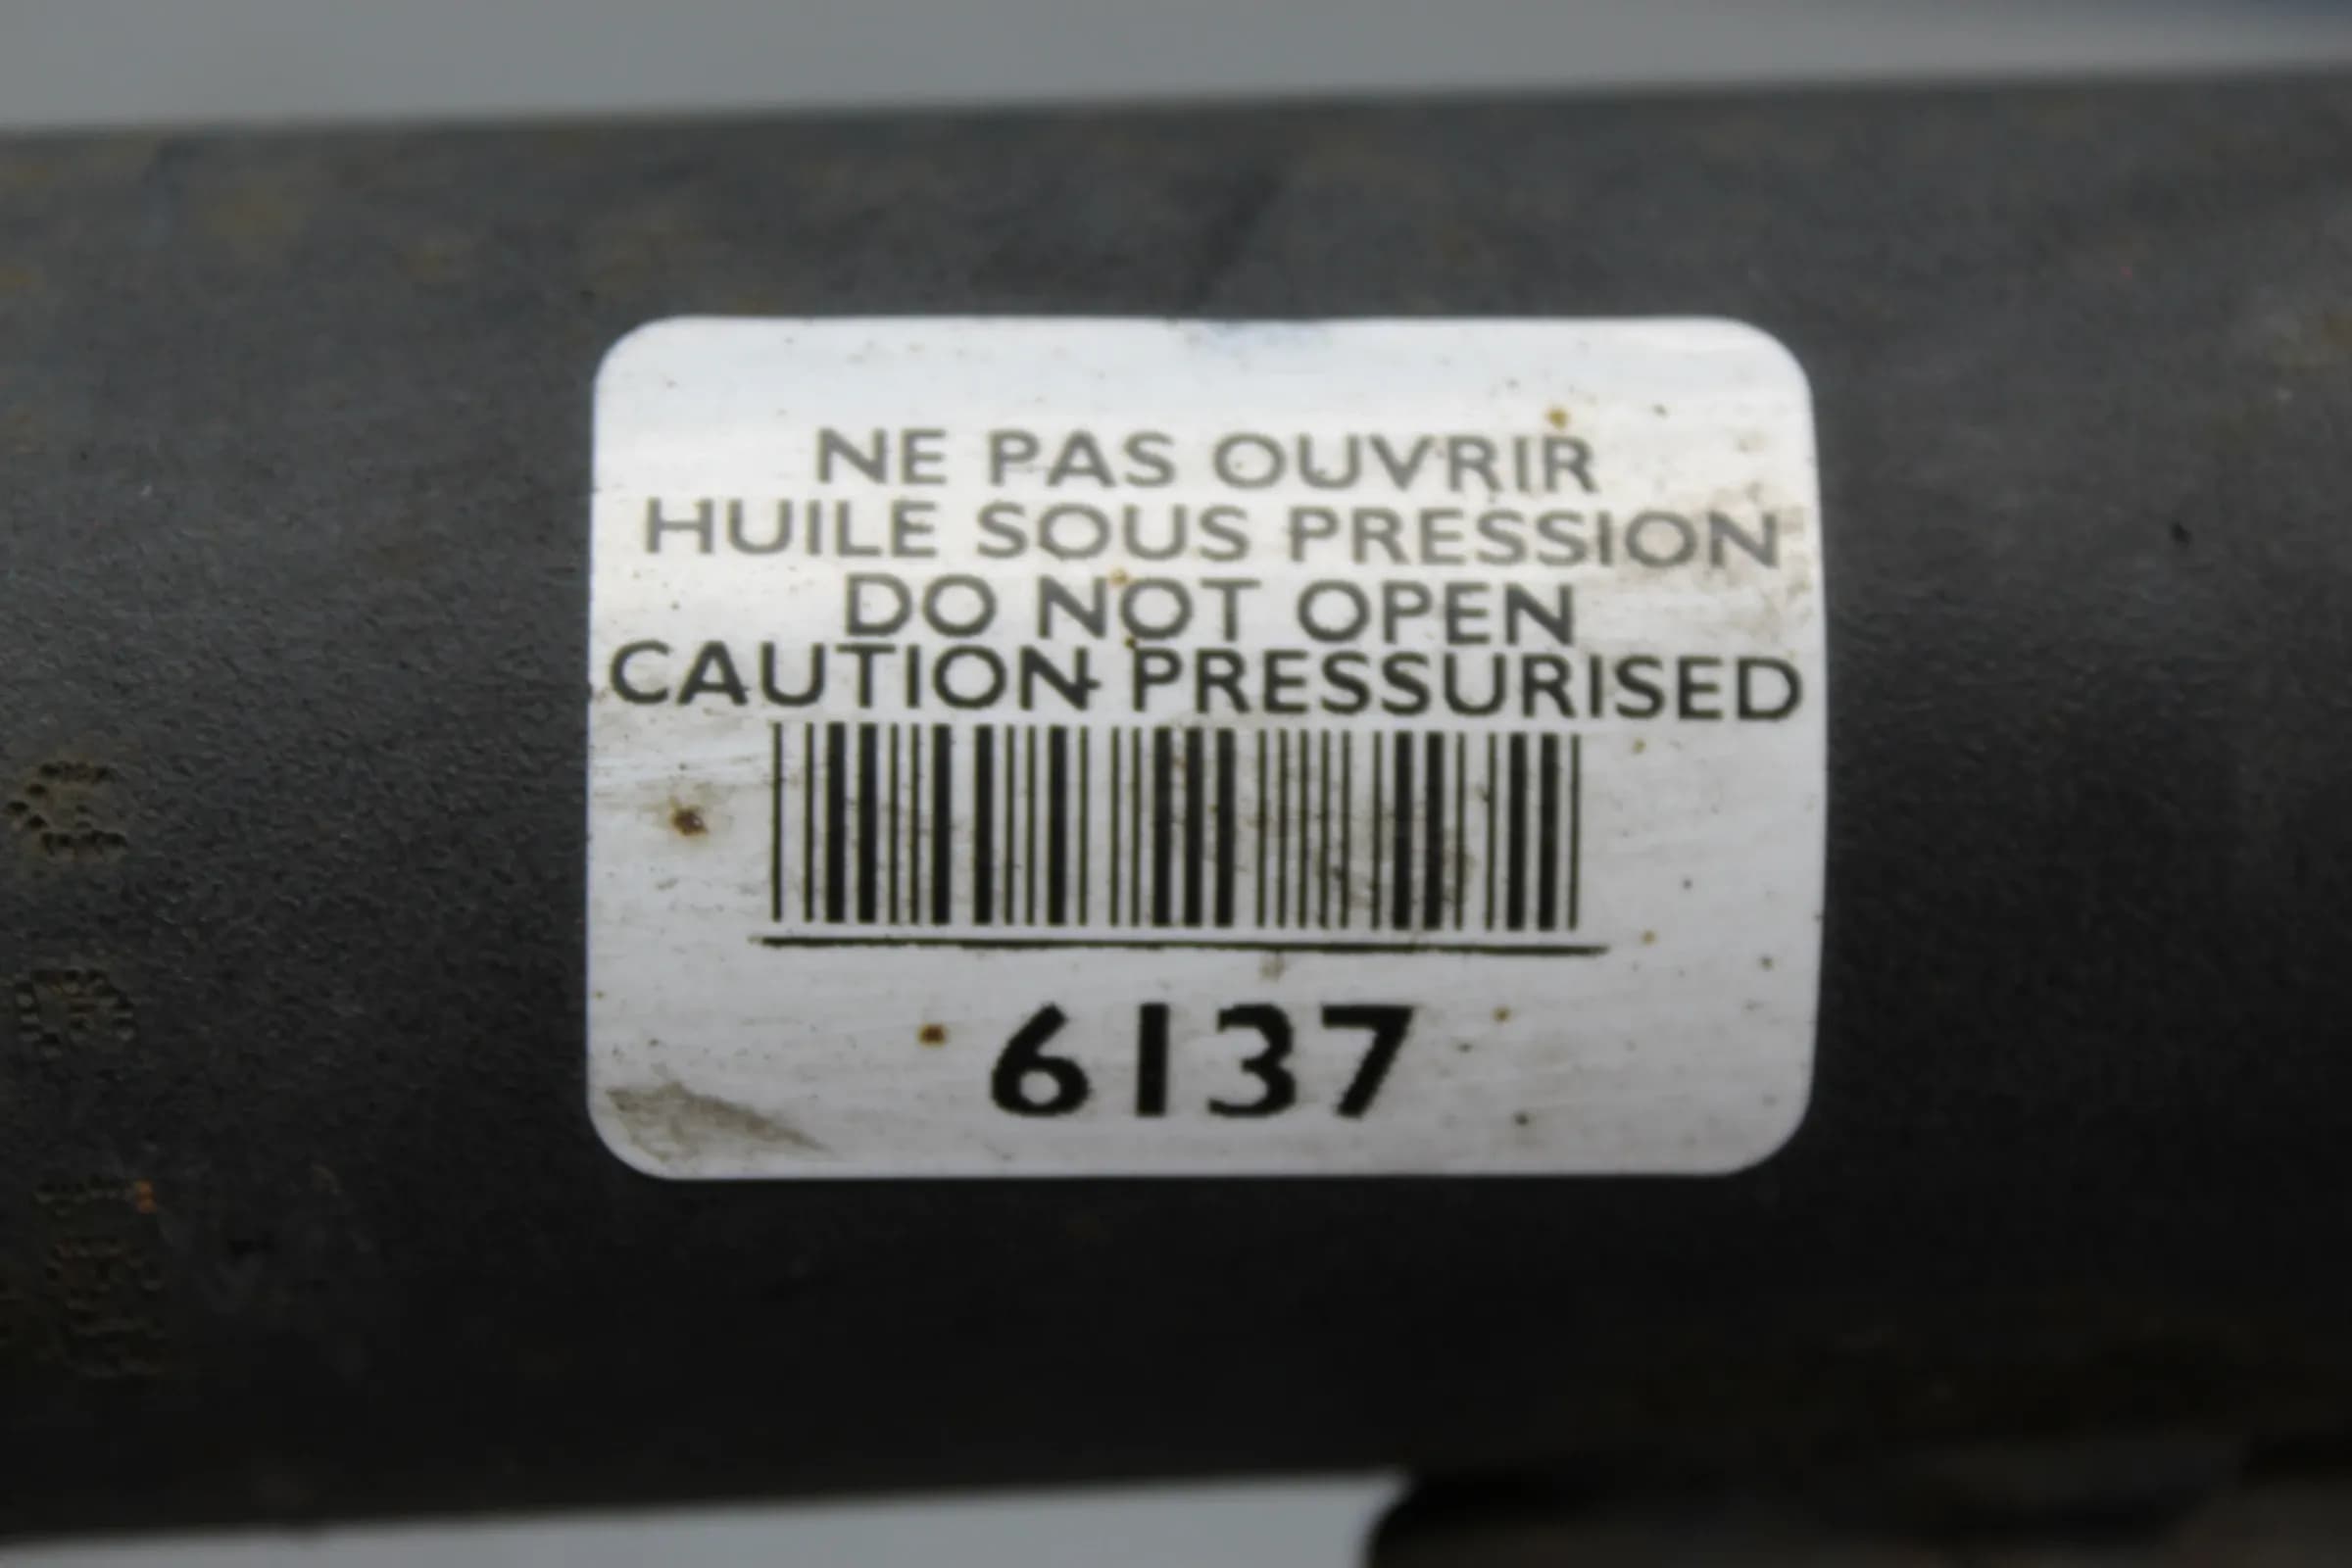 NE PAS OUVRIR
HUILE SOUS PRESSION
DO NOT OPEN
CAUTION PRESSURISED
6137